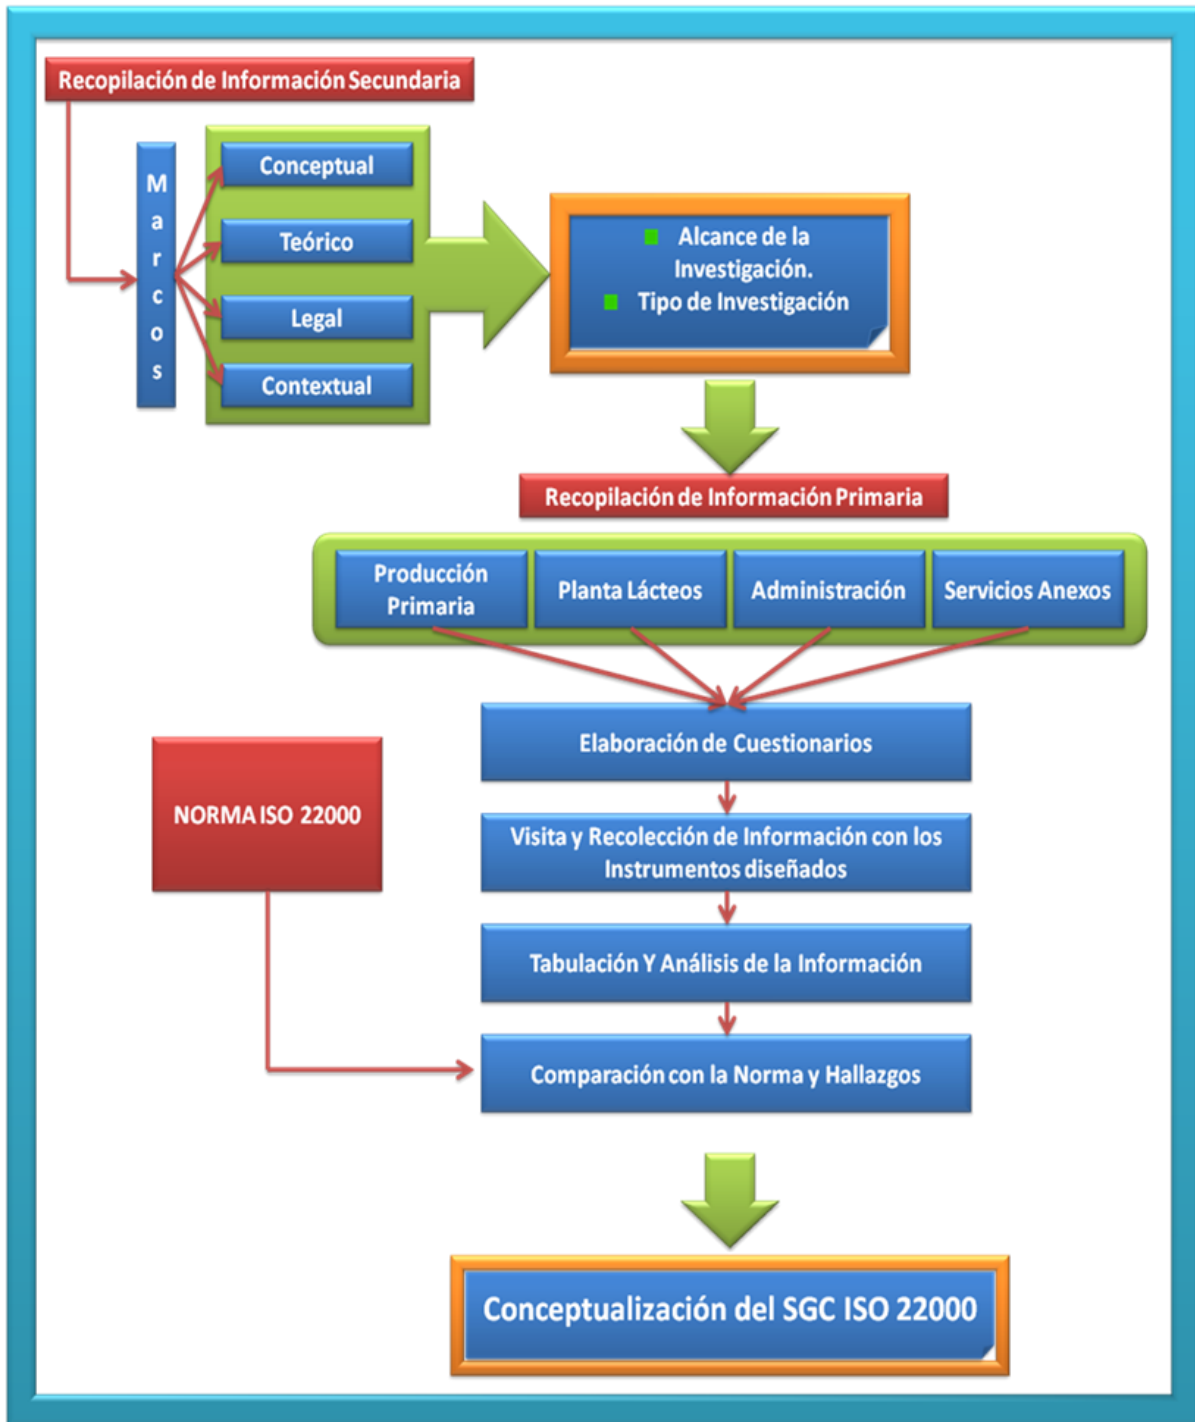 Recopilación de Información Secundaria
Marcos
Conceptual
Teórico
Legal
Contextual
Alcance de la
Investigación.
Tipo de Investigación
Recopilación de Información Primaria
Producción
Primaria
Planta Lácteos
Administración
Servicios Anexos
Elaboración de Cuestionarios
NORMA ISO 22000
Visita y Recolección de Información con los
Instrumentos diseñados
Tabulación Y Análisis de la Información
Comparación con la Norma y Hallazgos
Conceptualización del SGC ISO 22000